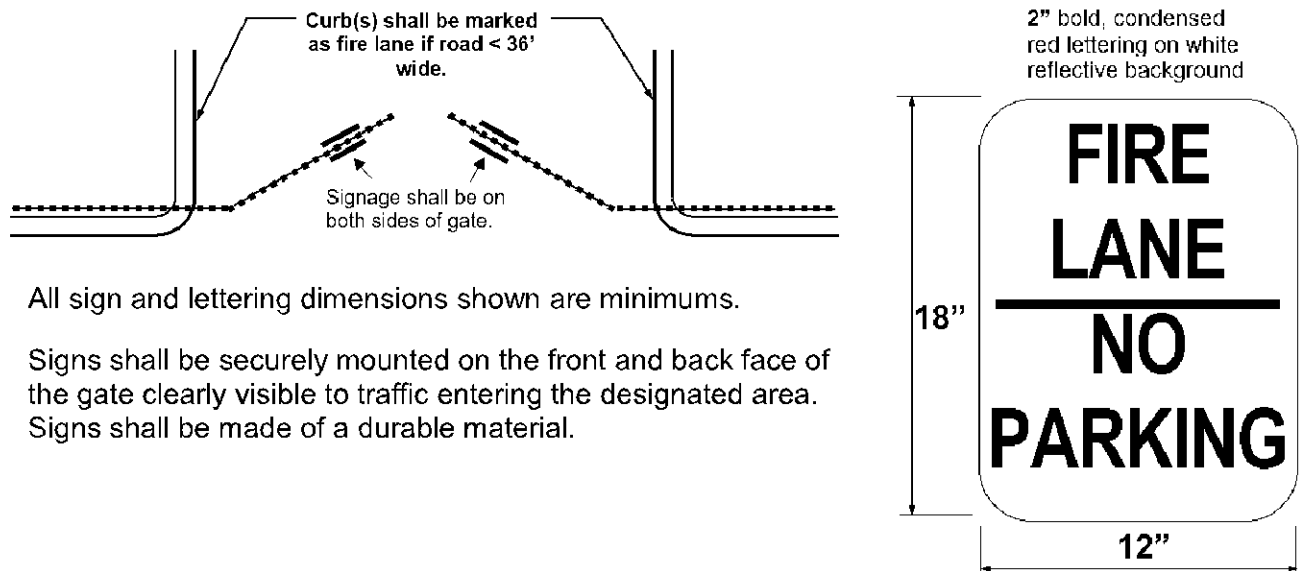 Curb(s) shall be marked
as fire lane if road < 36'
wide.
Signage shall be on
both sides of gate.
All sign and lettering dimensions shown are minimums.
Signs shall be securely mounted on the front and back face of
the gate clearly visible to traffic entering the designated area.
Signs shall be made of a durable material.
2” bold, condensed
red lettering on white
reflective background
FIRE
LANE
NO
PARKING
18”
12”